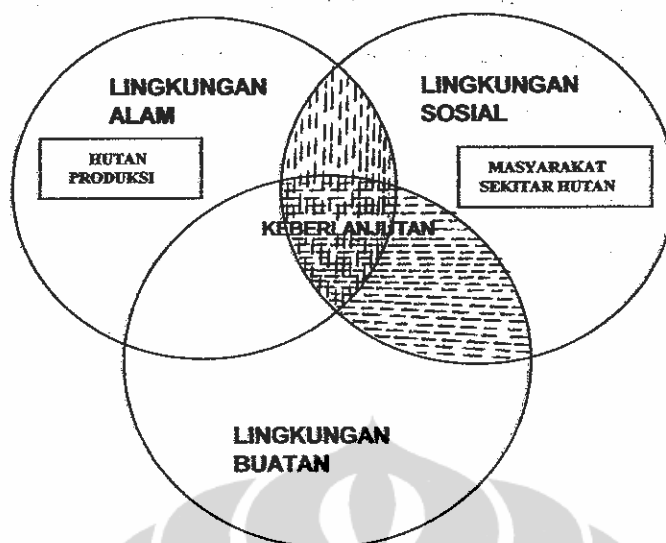 LINGKUNGAN
ALAM
HUTAN
PRODUKSI
LINGKUNGAN
SOSIAL
MASYARAKAT
SEKITAR HUTAN
KEBERLANJUTAN
LINGKUNGAN
BUATAN